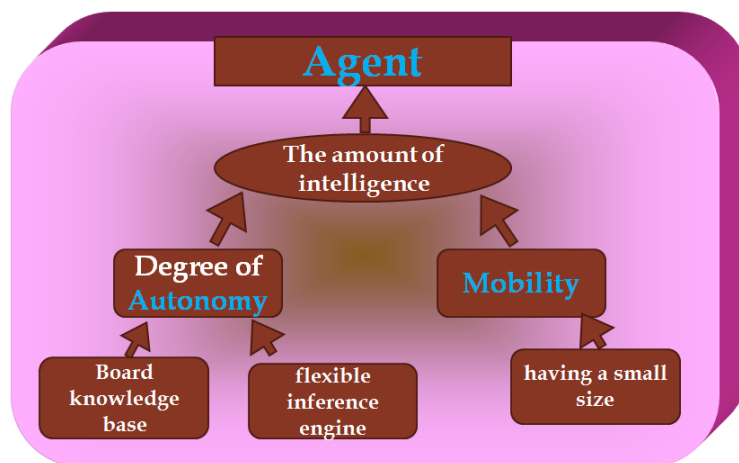 Agent
The amount of
intelligence
Degree of
Autonomy
Mobility
Board
knowledge
base
flexible
inference
engine
having a small
size